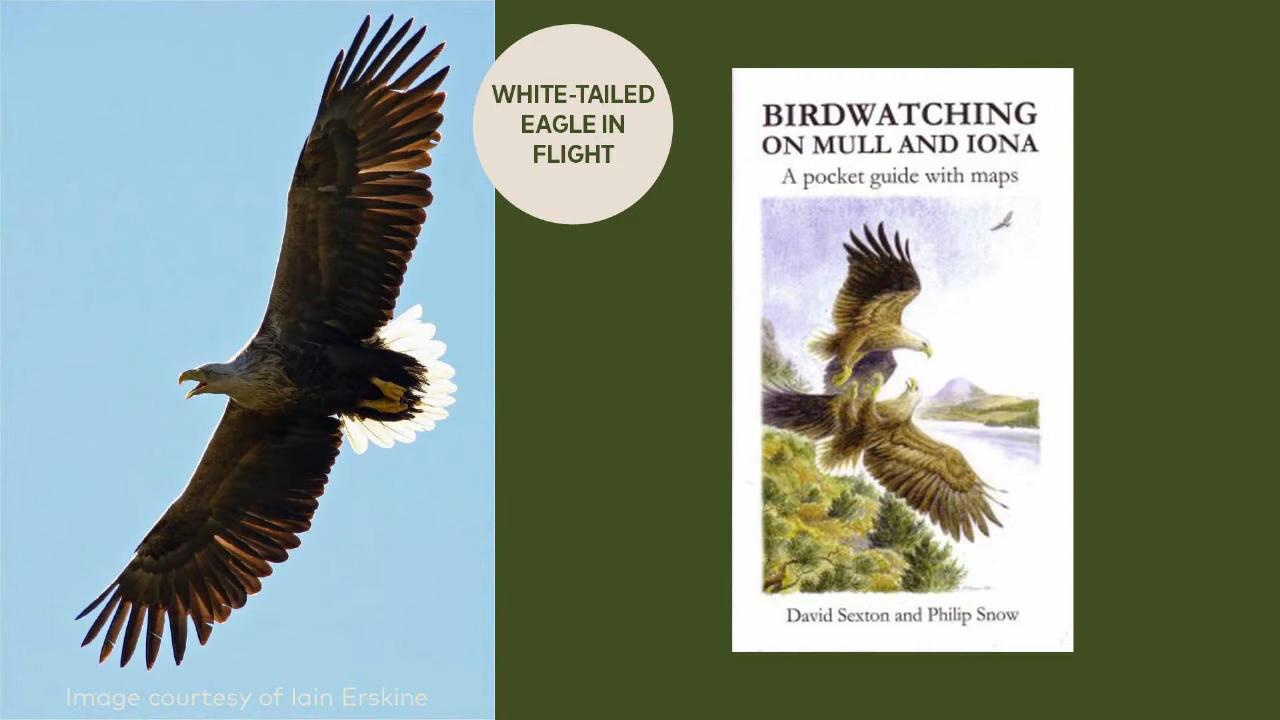 WHITE-TAILED
EAGLE IN
FLIGHT
BIRDWATCHING
ON MULL AND IONA
A pocket guide with maps
David Sexton and Philip Snow
Image courtesy of Iain Erskine